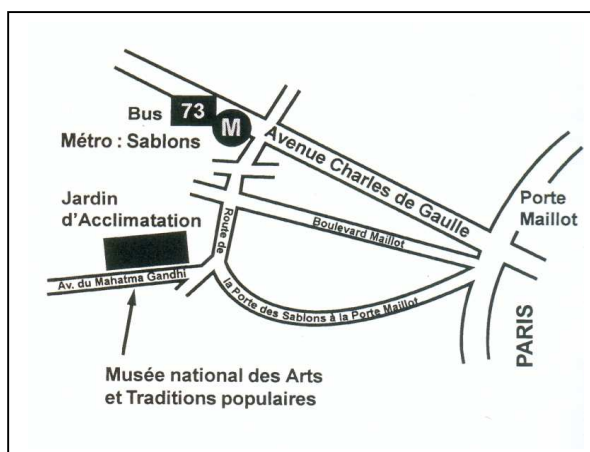 Bus 73
M
Métro : Sablons
Avenue Charles de Gaulle
Jardin
d'Acclimatation
Porte
Maillot
Boulevard Maillot
Route de
la Porte des Sablons à la Porte Maillot
Av. du Mahatma Gandhi
PARIS
Musée national des Arts
et Traditions populaires